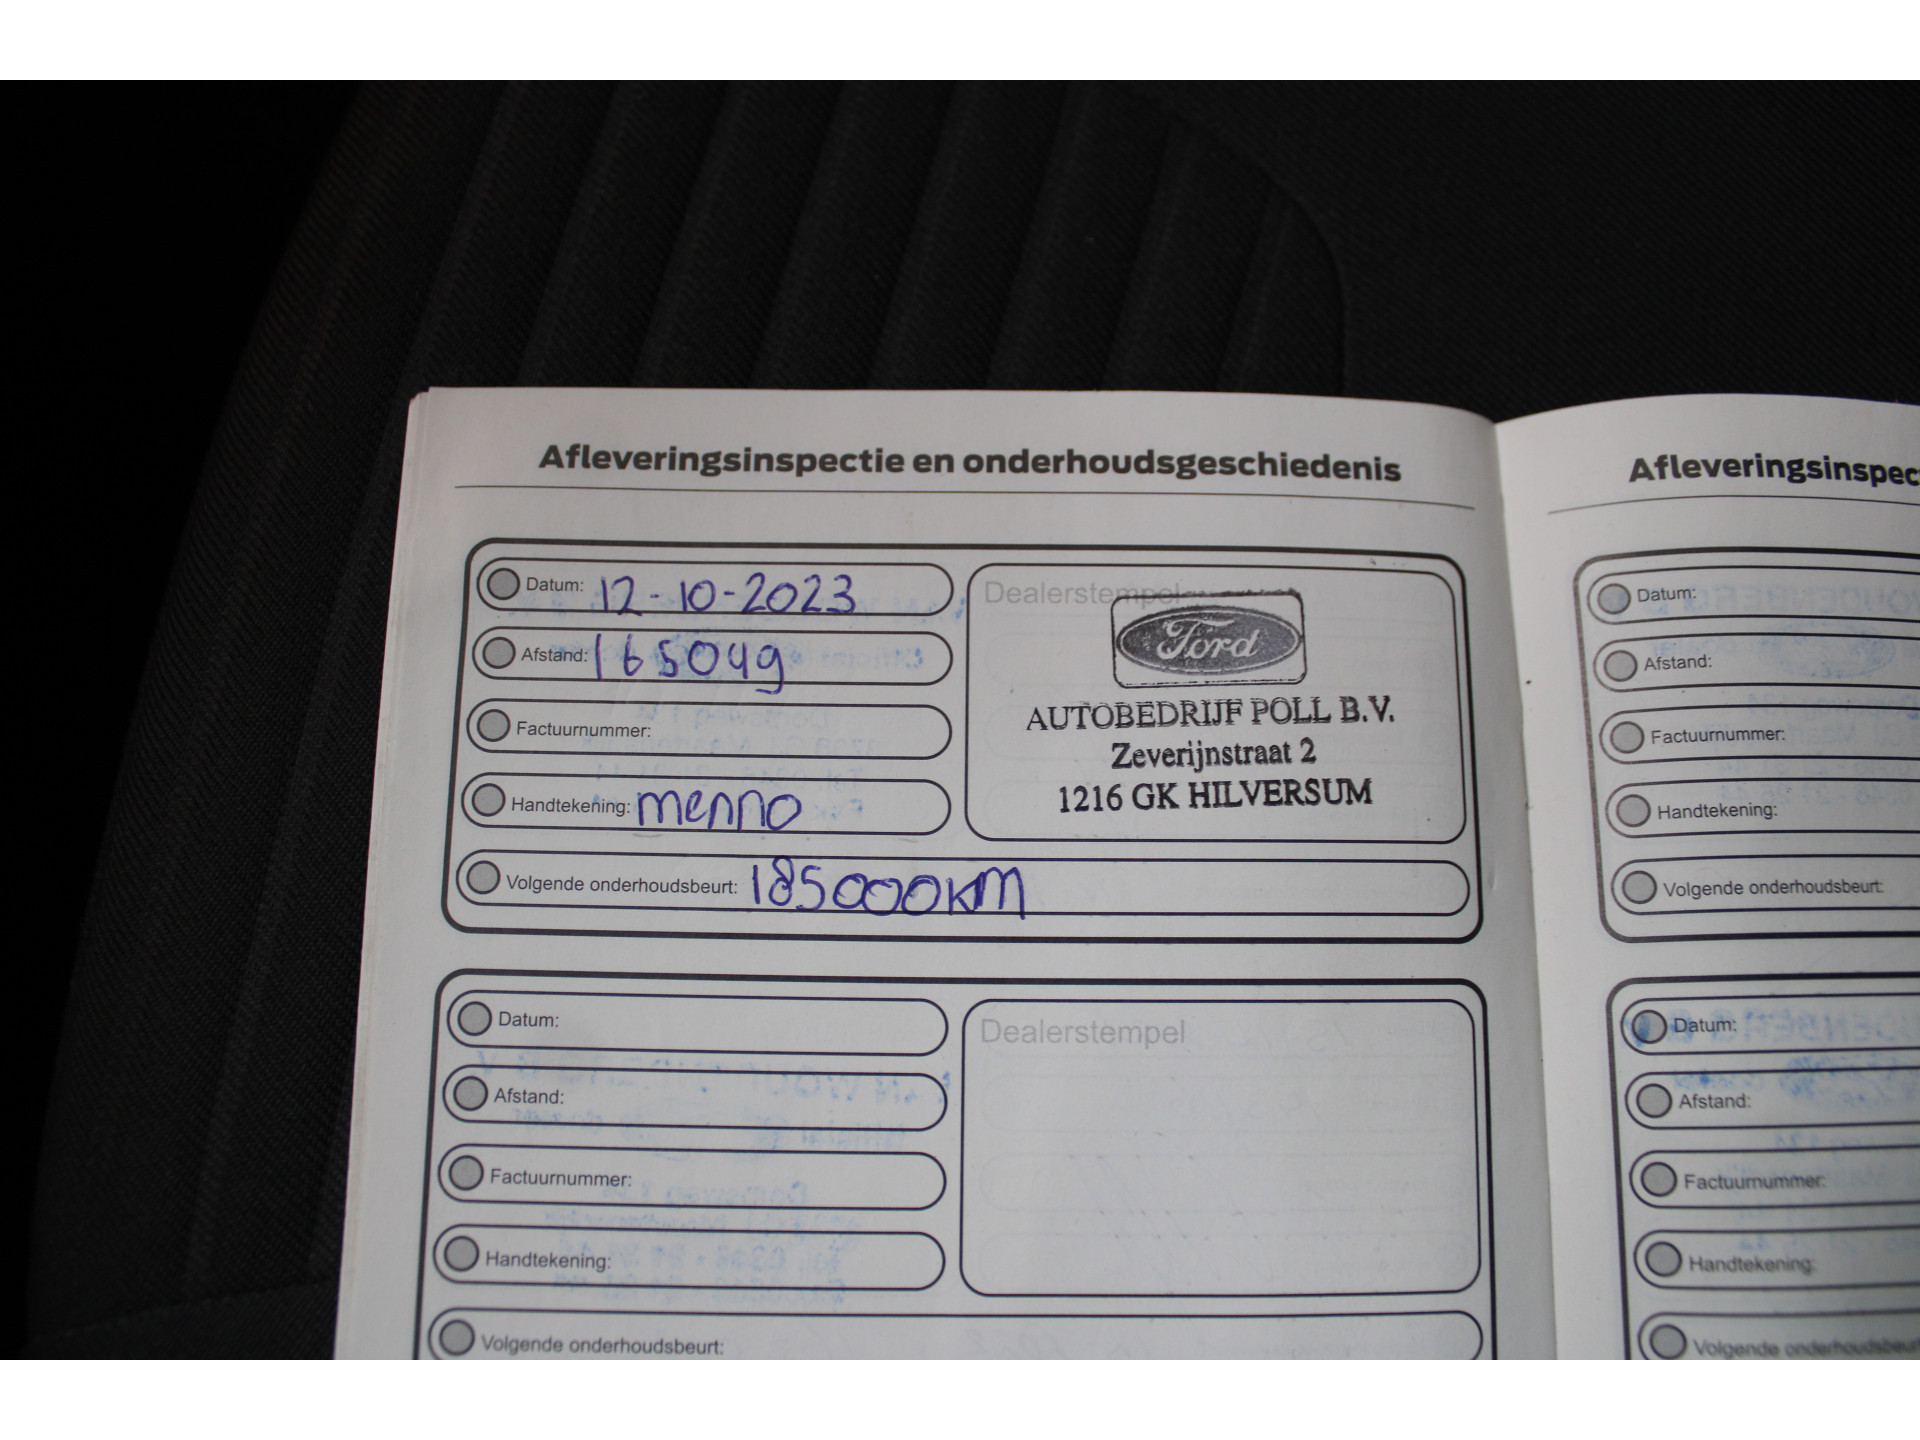 Afleveringsinspectie en onderhoudsgeschiedenis
Datum: 12-10-2023
Afstand: 165049
Factuurnummer:
Handtekening: menno
Volgende onderhoudsbeurt: 185000KM
Dealerstempel
Ford
AUTOBEDRIJF POLL B.V.
Zeverijnstraat 2
1216 GK HILVERSUM
Datum:
Afstand:
Factuurnummer:
Handtekening:
Volgende onderhoudsbeurt:
Dealerstempel
Afleveringsinspec
Datum:
Afstand:
Factuurnummer:
Handtekening:
Volgende onderhoudsbeurt:
Datum:
Afstand:
Factuurnummer:
Handtekening:
Volgende onderhoudsbeurt